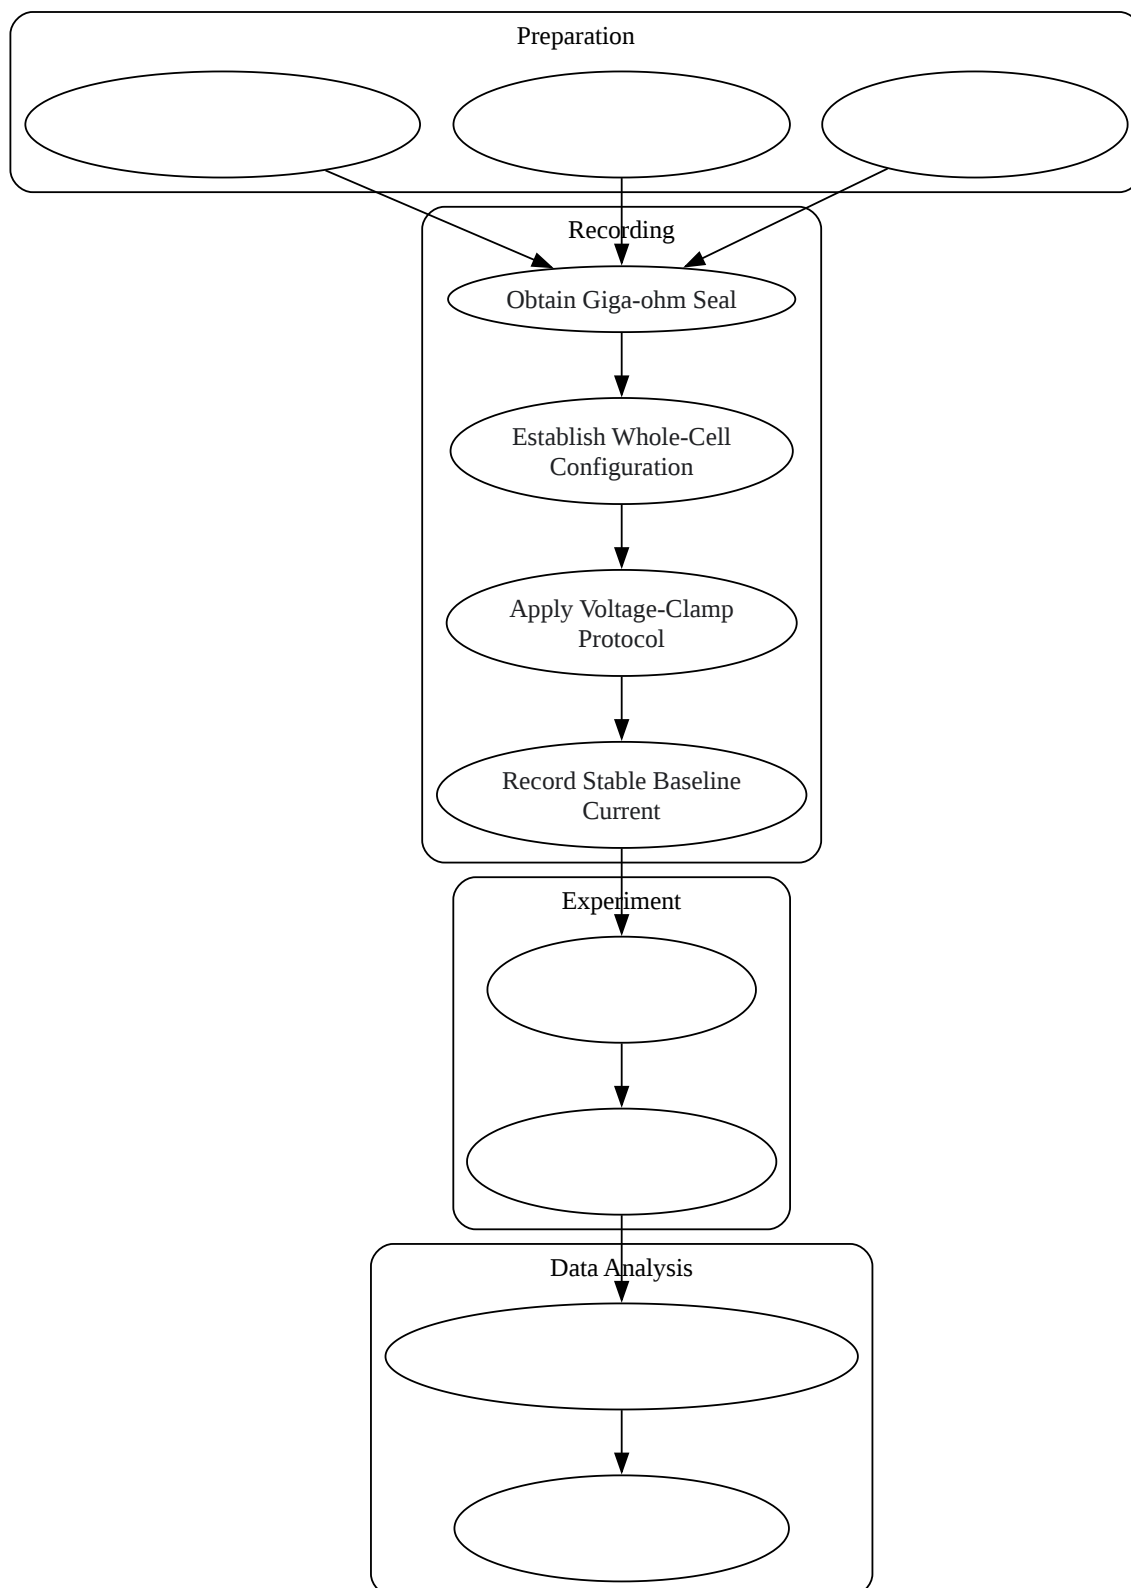 Preparation
Recording
Obtain Giga-ohm Seal
Establish Whole-Cell
Configuration
Apply Voltage-Clamp
Protocol
Record Stable Baseline
Current
Experiment
Data Analysis